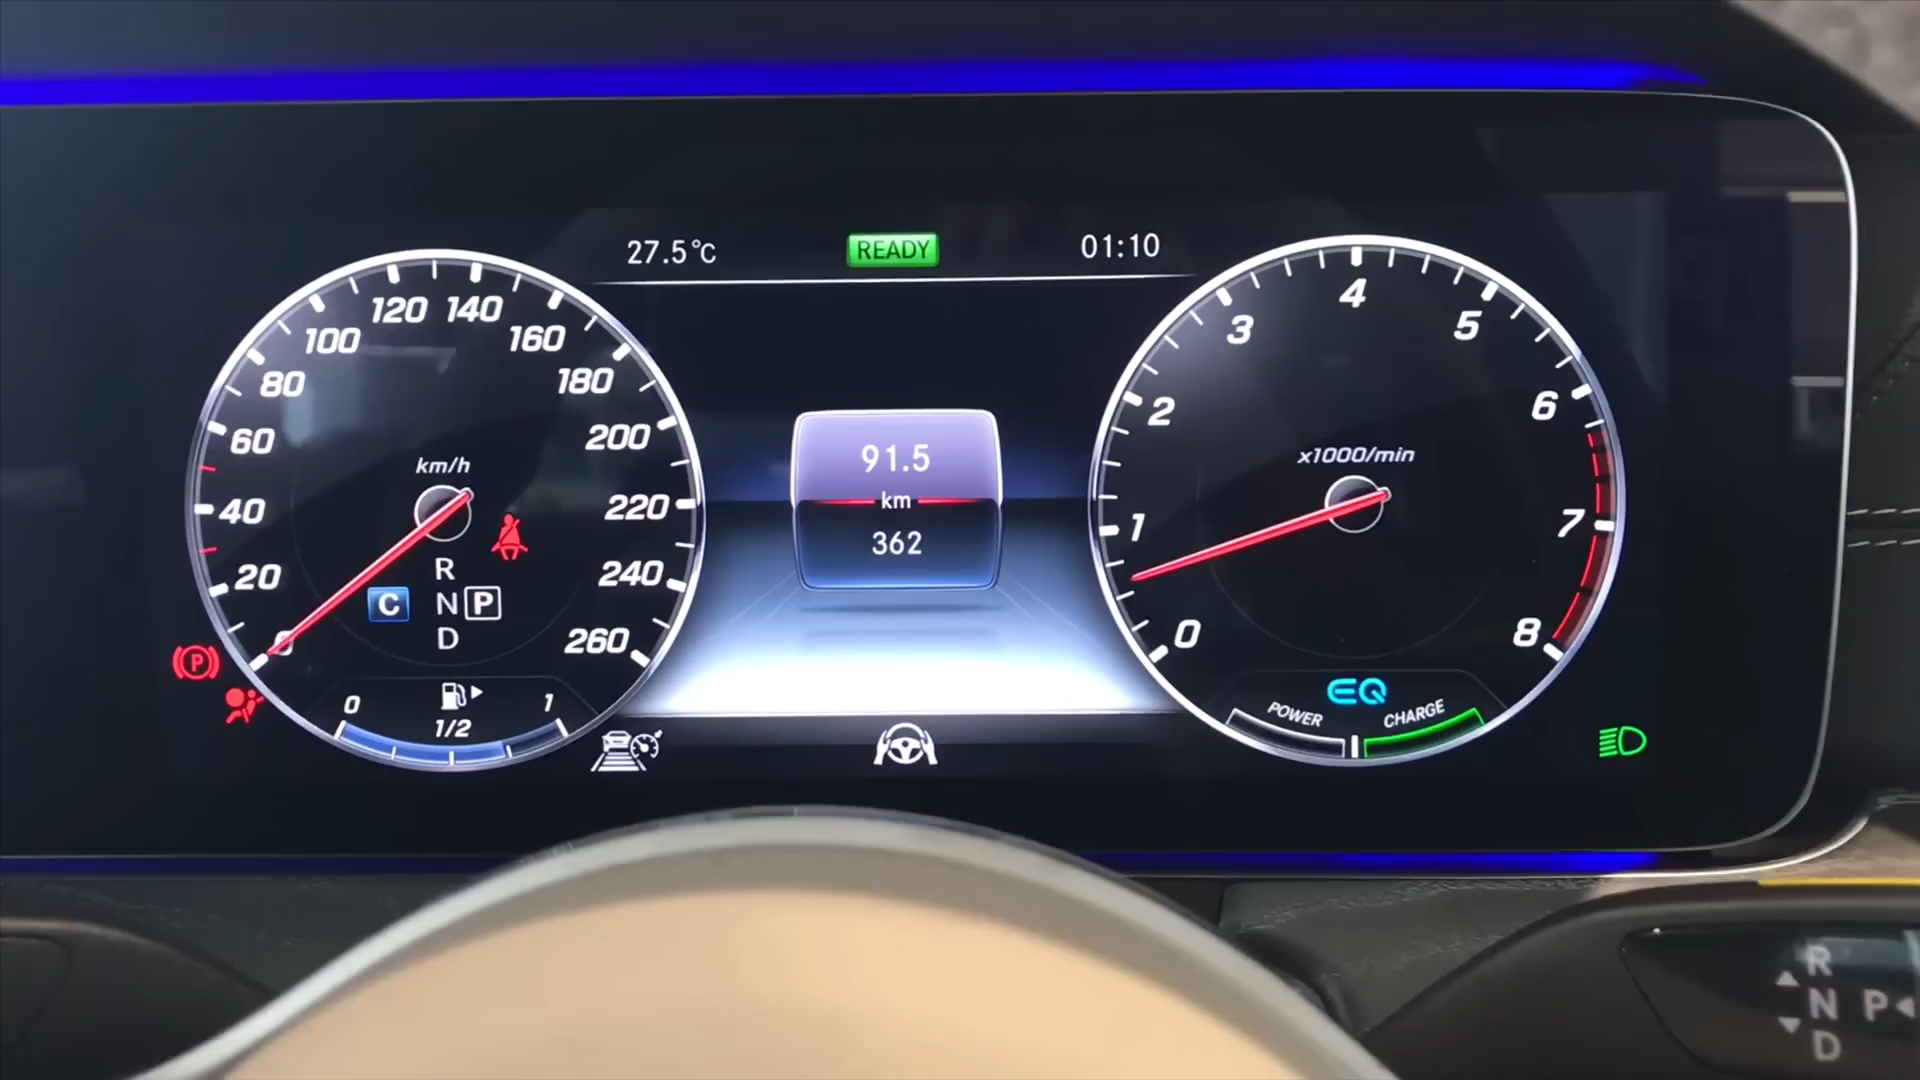 27.5°C
READY
01:10
120 140
100 160
80 180
60 200
km/h
40 220
20 240
0 260
R
C N P
D
P
0 1
1/2
91.5
km
362
4
3 5
2 6
x1000/min
1 7
0 8
EQ
POWER CHARGE
R
N P
D